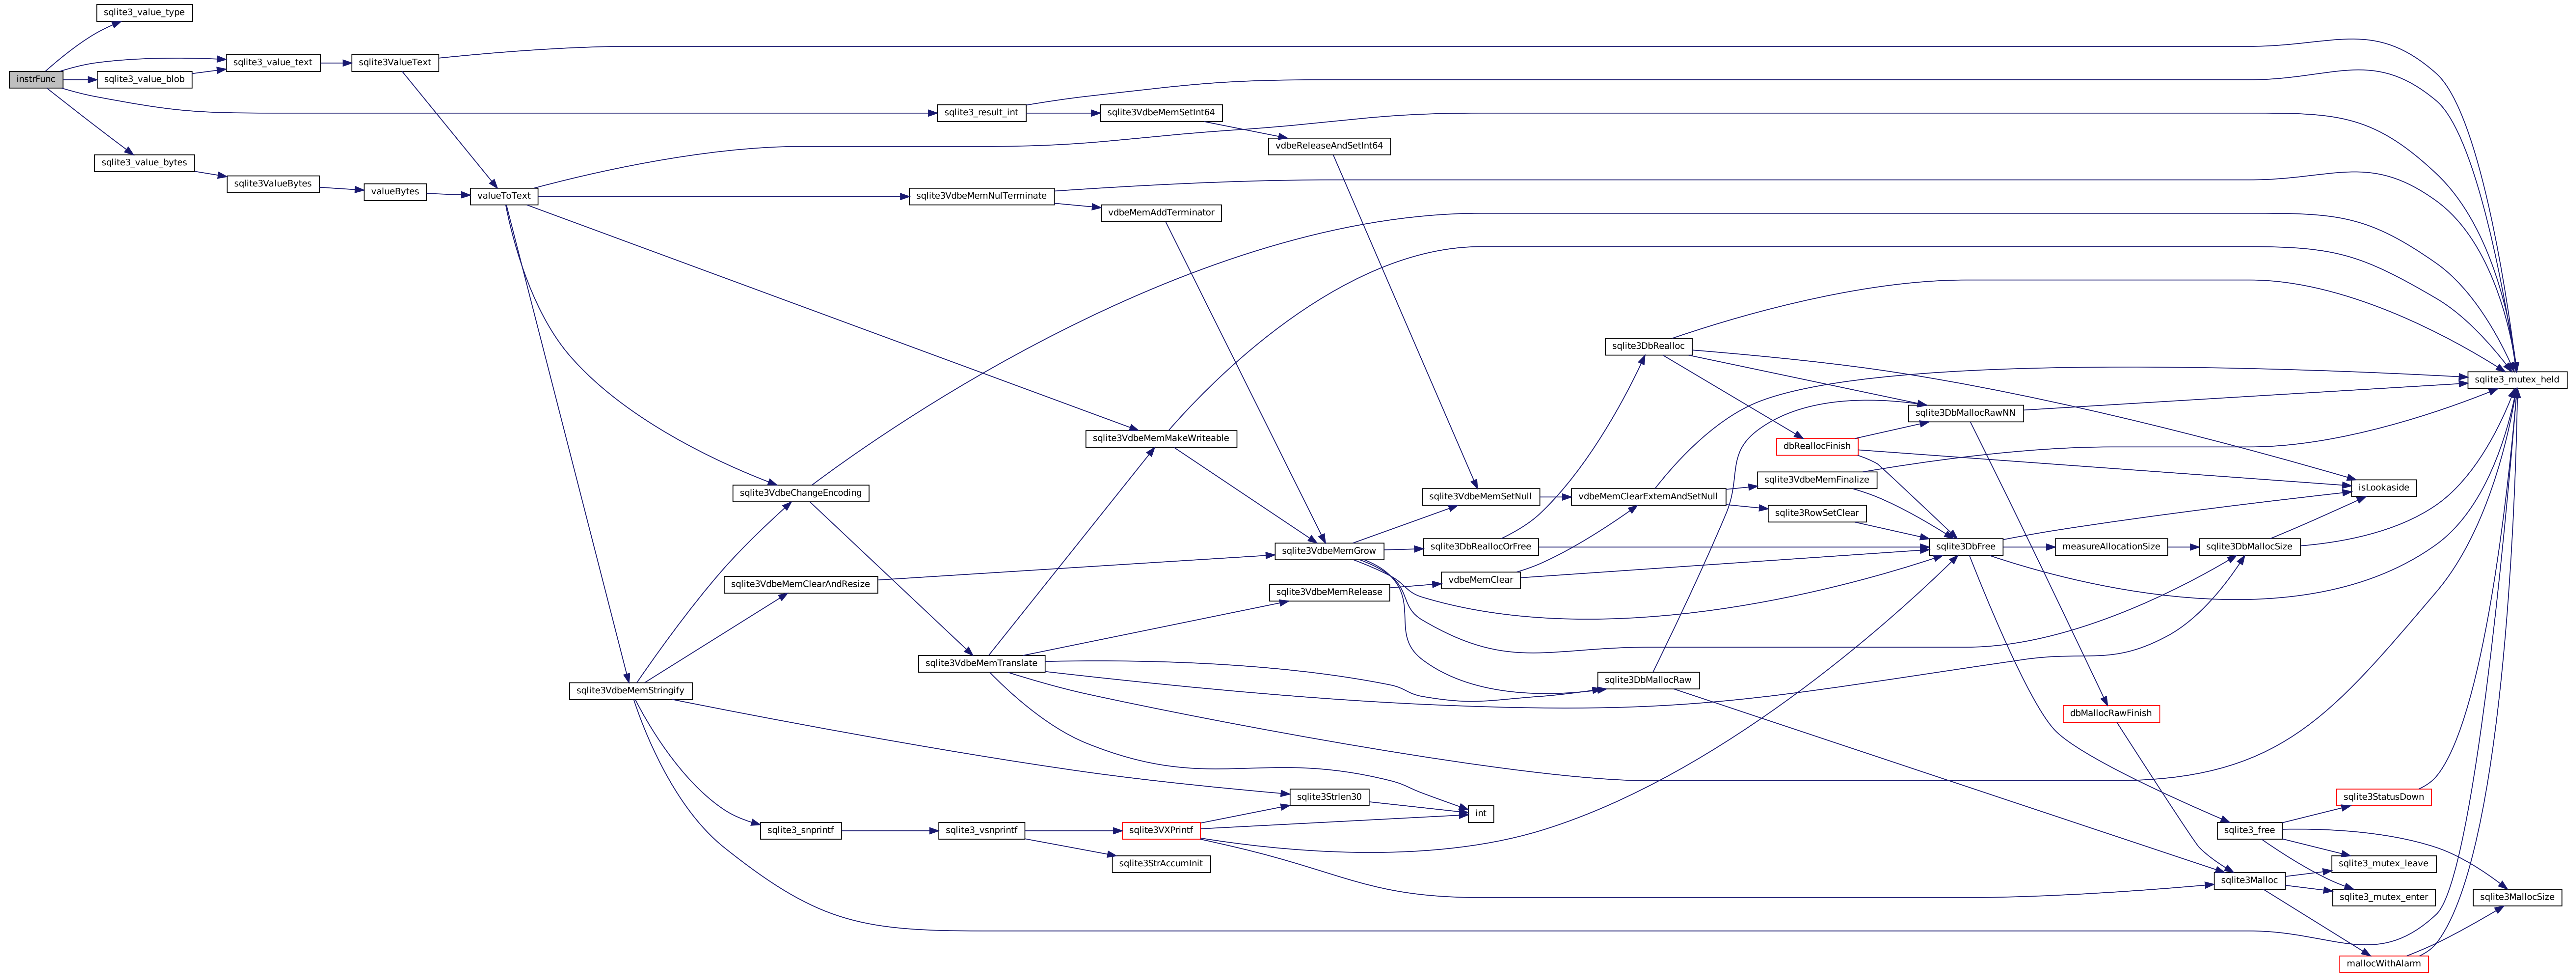 sqlite3_value_type
sqlite3_value_text
sqlite3ValueText
instrFunc
sqlite3_value_blob
sqlite3_result_int
sqlite3VdbeMemSetInt64
vdbeReleaseAndSetInt64
sqlite3_value_bytes
sqlite3ValueBytes
valueBytes
valueToText
sqlite3VdbeMemNulTerminate
vdbeMemAddTerminator
sqlite3DbRealloc
sqlite3_mutex_held
sqlite3DbMallocRawNN
sqlite3VdbeMemMakeWriteable
dbReallocFinish
sqlite3VdbeMemFinalize
isLookaside
sqlite3VdbeChangeEncoding
sqlite3VdbeMemSetNull
vdbeMemClearExternAndSetNull
sqlite3RowSetClear
sqlite3VdbeMemGrow
sqlite3DbReallocOrFree
sqlite3DbFree
measureAllocationSize
sqlite3DbMallocSize
sqlite3VdbeMemClearAndResize
vdbeMemClear
sqlite3VdbeMemRelease
sqlite3VdbeMemTranslate
sqlite3DbMallocRaw
sqlite3VdbeMemStringify
dbMallocRawFinish
sqlite3Strlen30
sqlite3StatusDown
int
sqlite3_snprintf
sqlite3_vsnprintf
sqlite3VXPrintf
sqlite3_free
sqlite3StrAccumInit
sqlite3_mutex_leave
sqlite3Malloc
sqlite3_mutex_enter
sqlite3MallocSize
mallocWithAlarm